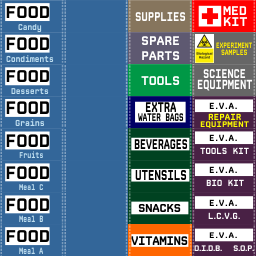 FOOD
Candy
FOOD
Condiments
FOOD
Desserts
FOOD
Grains
FOOD
Fruits
FOOD
Meal C
FOOD
Meal B
FOOD
Meal A
SUPPLIES
SPARE
PARTS
TOOLS
EXTRA
WATER BAGS
BEVERAGES
UTENSILS
SNACKS
VITAMINS
MED
KIT
Biological
Hazard
EXPERIMENT
SAMPLES
SCIENCE
EQUIPMENT
E.V.A.
REPAIR
EQUIPMENT
E.V.A.
TOOLS KIT
E.V.A.
BIO KIT
E.V.A.
L.C.V.G.
E.V.A.
D.I.D.B. S.O.P.